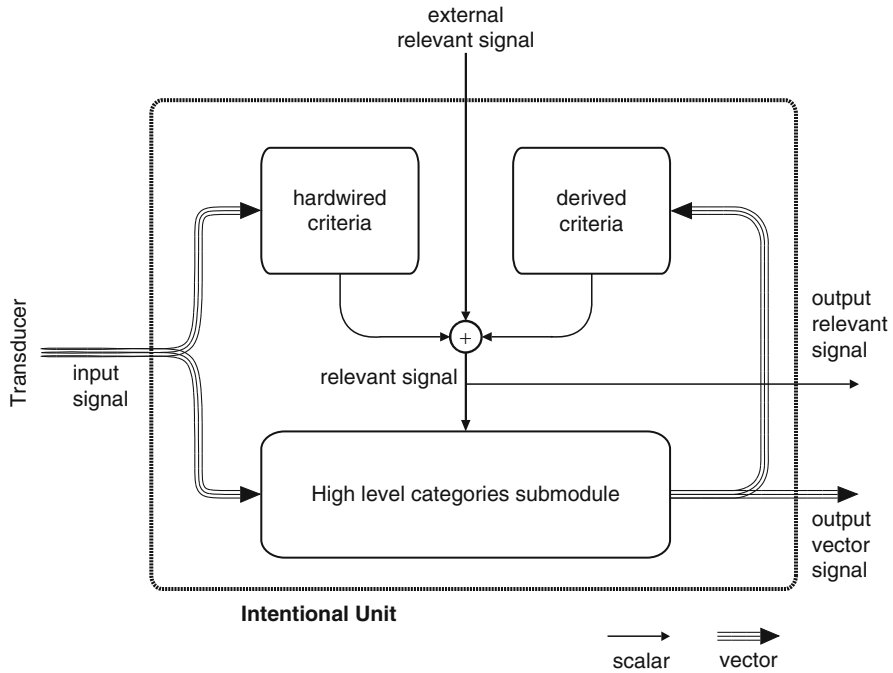 external
relevant signal
hardwired
criteria
derived
criteria
Transducer
input
signal
+
relevant signal
output
relevant
signal
High level categories submodule
output
vector
signal
Intentional Unit
scalar
vector